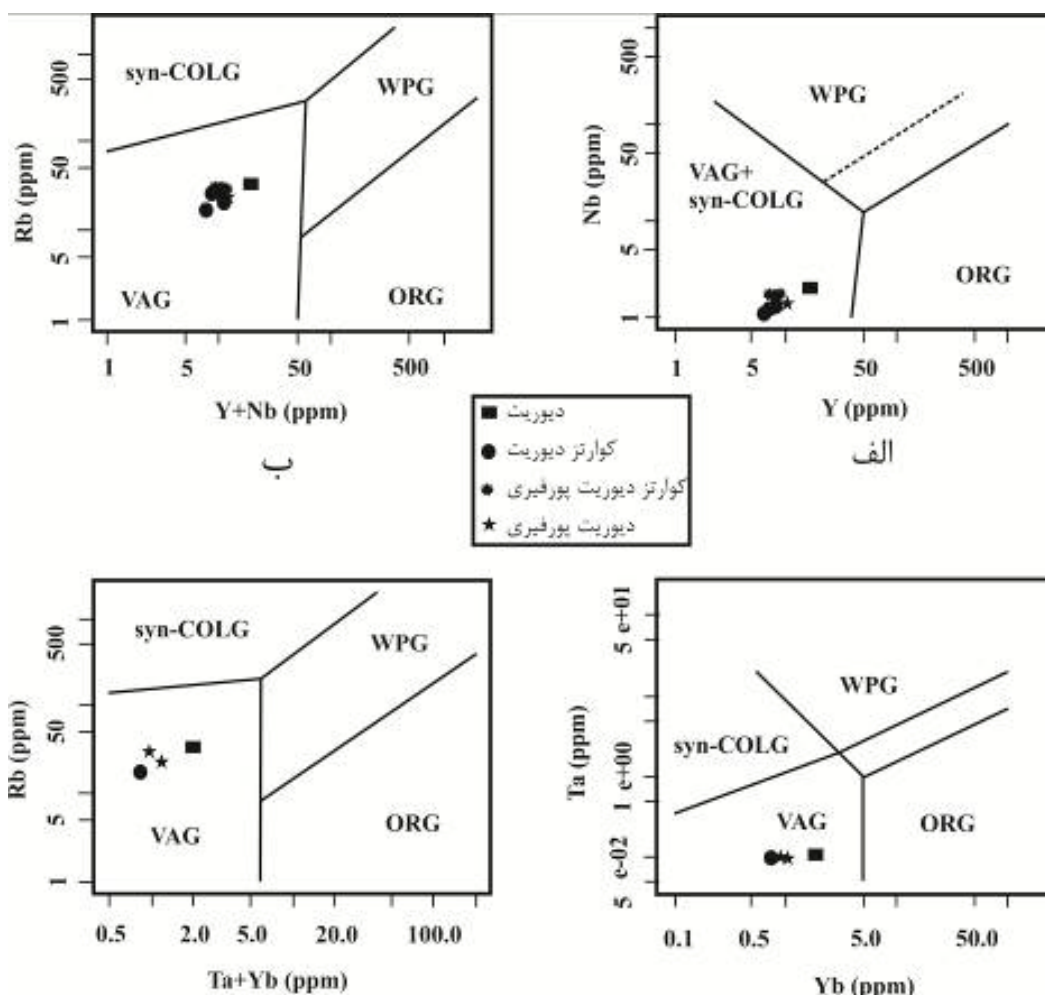 syn-COLG
WPG
VAG
ORG
Rb (ppm)
500
50
5
1
1 5 50 500
Y+Nb (ppm)
ب
WPG
VAG+
syn-COLG
ORG
Nb (ppm)
500
50
5
1
1 5 50 500
Y (ppm)
الف
دیوریت
کوارتز دیوریت
کوارتز دیوریت پورفیری
دیوریت پورفیری
syn-COLG
WPG
VAG
ORG
Rb (ppm)
500
50
5
1
0.5 2.0 5.0 20.0 100.0
Ta+Yb (ppm)
WPG
syn-COLG
VAG
ORG
Ta (ppm)
5 e+01
1 e+00
5 e-02
0.1 0.5 5.0 50.0
Yb (ppm)